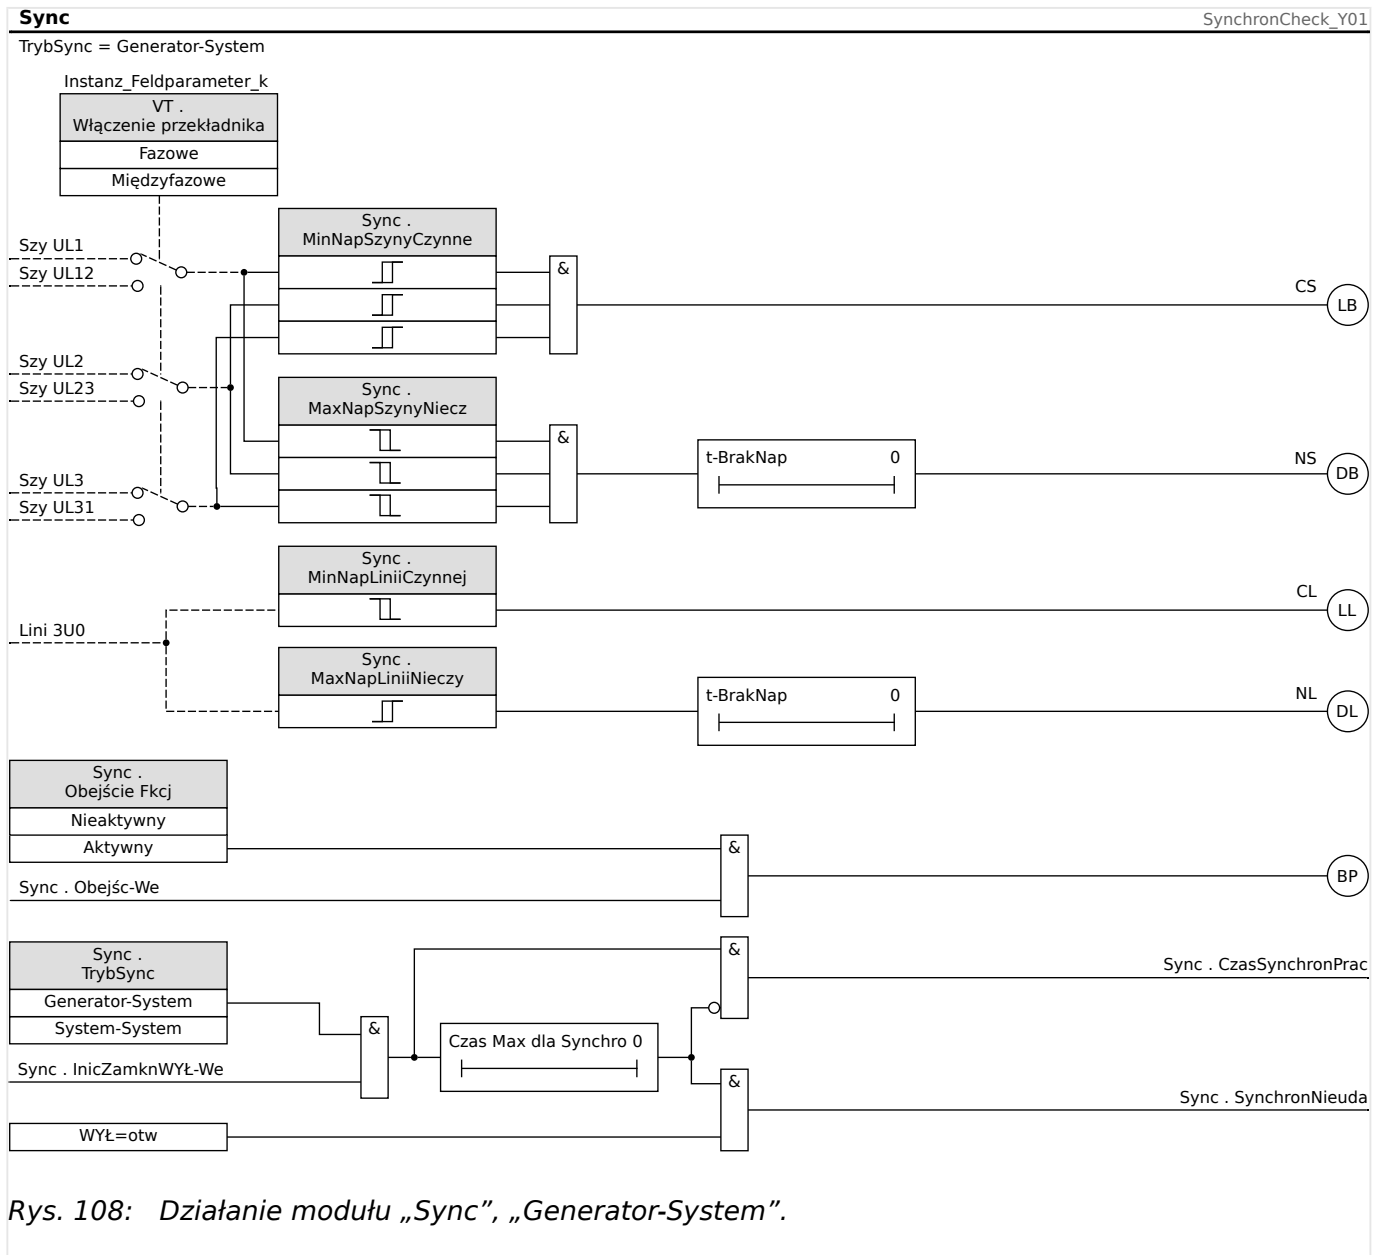 Sync
SynchronCheck_Y01
TrybSync = Generator-System
Instanz_Feldparameter_k
VT .
Włączenie przekładnika
Fazowe
Międzyfazowe
Szy UL1
Szy UL12
Szy UL2
Szy UL23
Szy UL3
Szy UL31
Sync .
MinNapSzynyCzynne
&
CS
LB
Sync .
MaxNapSzynyNiecz
&
t-BrakNap 0
NS
DB
Sync .
MinNapLiniiCzynnej
CL
LL
Lini 3U0
Sync .
MaxNapLiniiNieczy
t-BrakNap 0
NL
DL
Sync .
Obejście Fkcj
Nieaktywny
Aktywny
Sync . Obejśc-We
&
BP
Sync .
TrybSync
Generator-System
System-System
Sync . InicZamknWYŁ-We
&
Czas Max dla Synchro 0
&
Sync . CzasSynchronPrac
&
Sync . SynchronNieuda
WYŁ=otw
Rys. 108: Działanie modułu „Sync”, „Generator-System”.